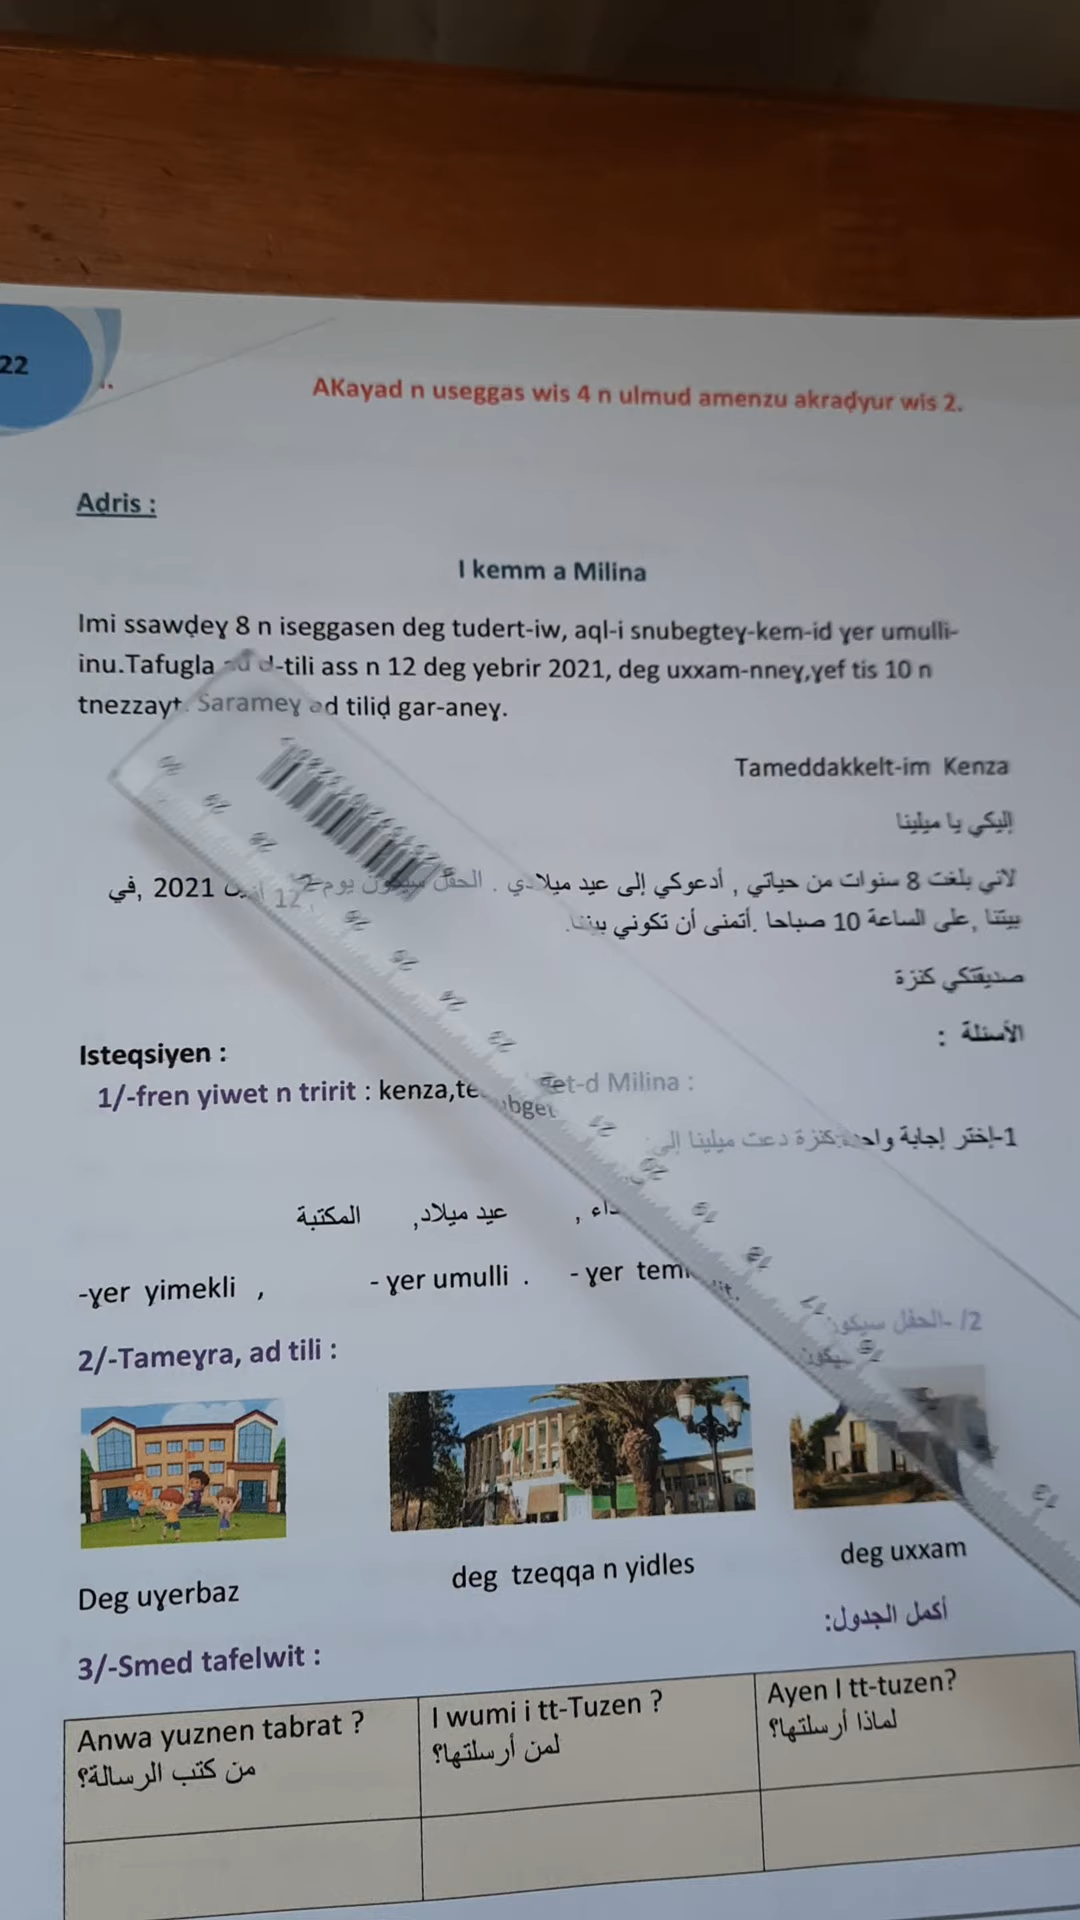 22
AKayad n useggas wis 4 n ulmud amenzu akraḍyur wis 2.
Adris :
I kemm a Milina
Imi ssawḍeɣ 8 n iseggasen deg tudert-iw, aql-i snubegteɣ-kem-id ɣer umulli-
inu.Tafugla d-tili ass n 12 deg yebrir 2021, deg uxxam-nneɣ,ɣef tis 10 n
tnezzayt. Sarameɣ ad tiliḍ gar-aneɣ.
Tameddakkelt-im Kenza
إليكي يا ميلينا
لاني بلغت 8 سنوات من حياتي , أدعوكي إلى عيد ميلادي . الحفل سيكون يوم 12 2021 ,في
بيتنا ,على الساعة 10 صباحا .أتمنى أن تكوني بيننا.
صديقتكي كنزة
الأسئلة :
Isteqsiyen :
1/-fren yiwet n tririt : kenza, Milina :
1-إختر إجابة واحدة:كنزة دعت ميلينا إلى:
عيد ميلاد, المكتبة
-ɣer yimekli , - ɣer umulli . - ɣer
2/ -الحفل سيكون
2/-Tameɣra, ad tili :
Deg uɣerbaz deg tzeqqa n yidles deg uxxam
أكمل الجدول:
3/-Smed tafelwit :
Anwa yuznen tabrat ? I wumi i tt-Tuzen ? Ayen I tt-tuzen?
من كتب الرسالة؟ لمن أرسلتها؟ لماذا أرسلتها؟